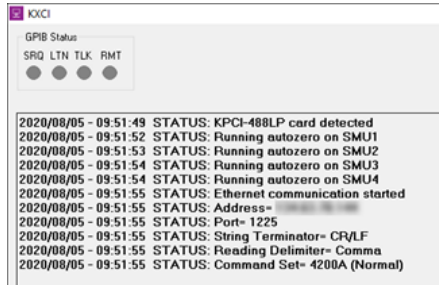 KXCI
GPIB Status
SRQ LTN TLK RMT
2020/08/05 - 09:51:49 STATUS: KPCI-488LP card detected
2020/08/05 - 09:51:52 STATUS: Running autozero on SMU1
2020/08/05 - 09:51:53 STATUS: Running autozero on SMU2
2020/08/05 - 09:51:54 STATUS: Running autozero on SMU3
2020/08/05 - 09:51:54 STATUS: Running autozero on SMU4
2020/08/05 - 09:51:55 STATUS: Ethernet communication started
2020/08/05 - 09:51:55 STATUS: Address=
2020/08/05 - 09:51:55 STATUS: Port= 1225
2020/08/05 - 09:51:55 STATUS: String Terminator= CR/LF
2020/08/05 - 09:51:55 STATUS: Reading Delimiter= Comma
2020/08/05 - 09:51:55 STATUS: Command Set= 4200A (Normal)